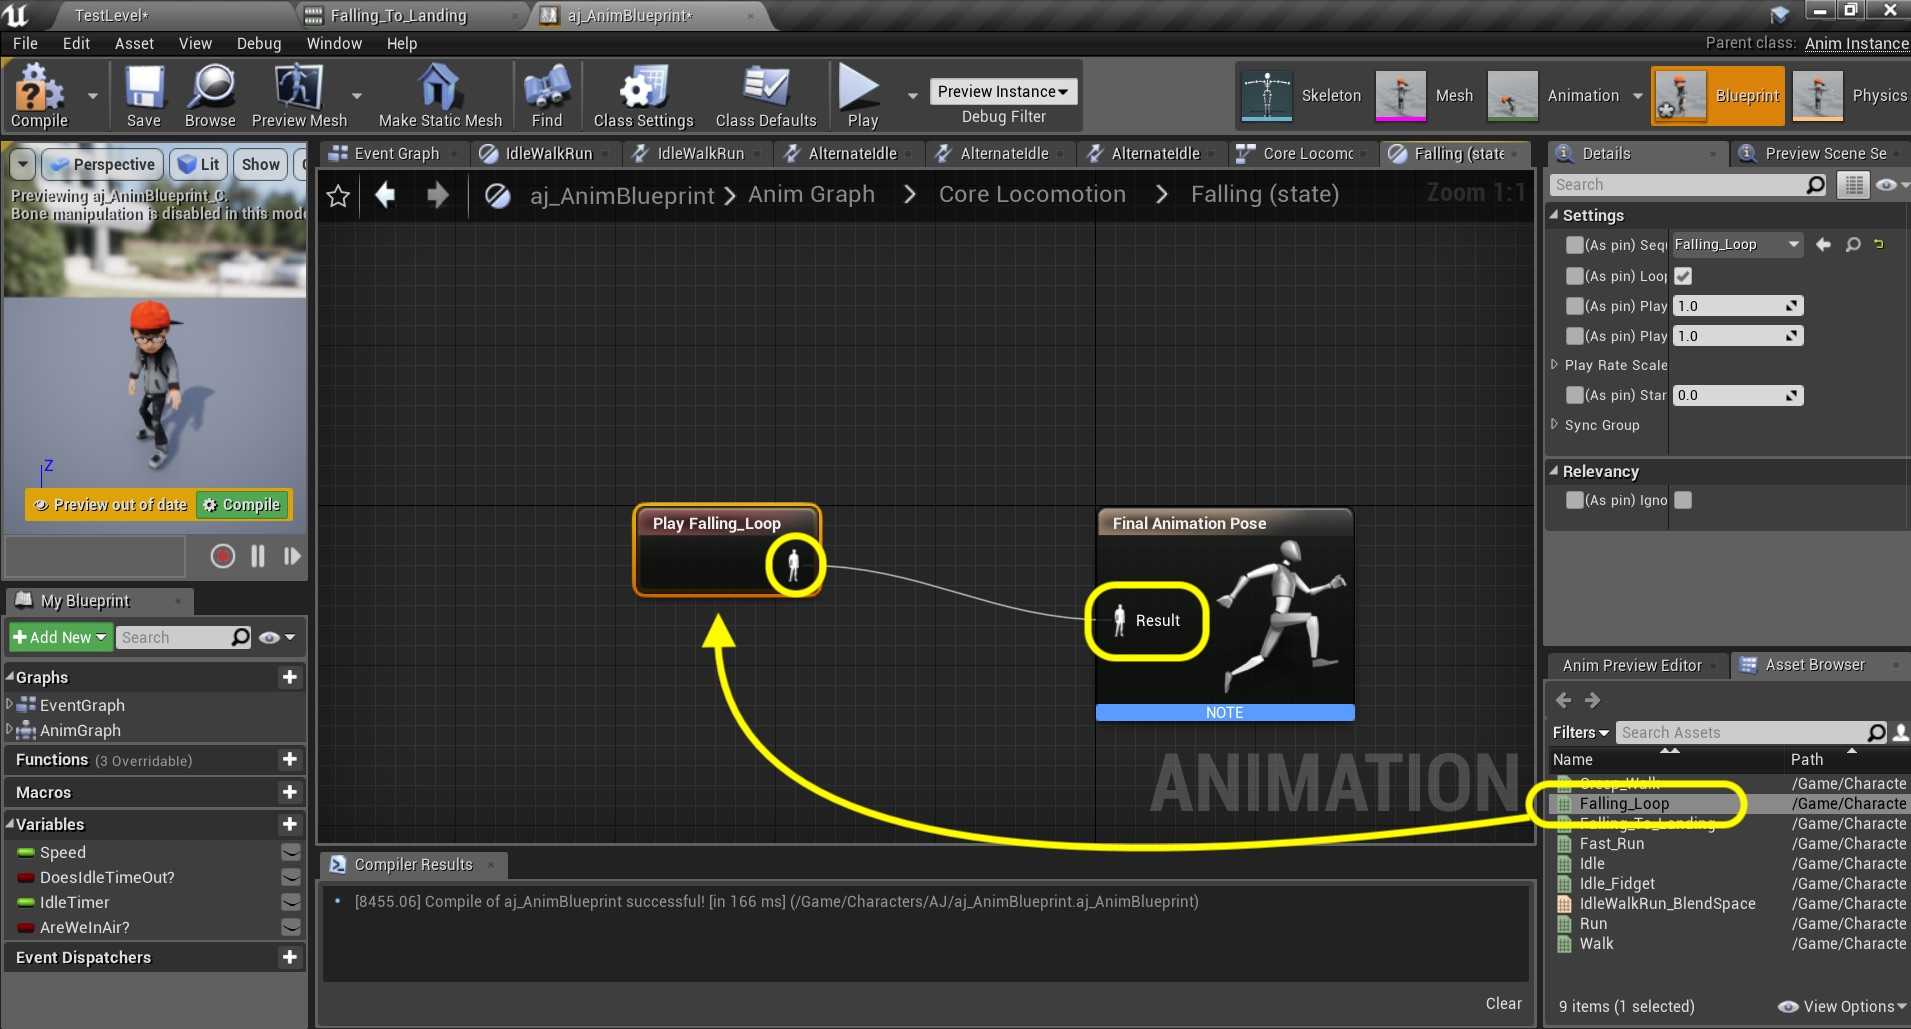 TestLevel*
Falling_To_Landing
aj_AnimBlueprint*
File Edit Asset View Debug Window Help
Parent class: Anim Instance
Compile
Save
Browse
Preview Mesh
Make Static Mesh
Find
Class Settings
Class Defaults
Play
Preview Instance
Debug Filter
Skeleton
Mesh
Animation
Blueprint
Physics
Perspective
Lit
Show
Previewing aj_AnimBlueprint_C.
Bone manipulation is disabled in this mode
Z
Preview out of date
Compile
My Blueprint
Add New
Search
Graphs
EventGraph
AnimGraph
Functions (3 Overridable)
Macros
Variables
Speed
DoesIdleTimeOut?
IdleTimer
AreWeInAir?
Event Dispatchers
Event Graph
IdleWalkRun
IdleWalkRun
AlternateIdle
AlternateIdle
AlternateIdle
Core Locomo
Falling (state
aj_AnimBlueprint > Anim Graph > Core Locomotion > Falling (state)
Zoom 1:1
Play Falling_Loop
Final Animation Pose
Result
NOTE
ANIMATION
Compiler Results
[8455.06] Compile of aj_AnimBlueprint successful! [in 166 ms] (/Game/Characters/AJ/aj_AnimBlueprint.aj_AnimBlueprint)
Clear
Details
Preview Scene Se
Search
Settings
(As pin) Sequ Falling_Loop
(As pin) Loop
(As pin) Play 1.0
(As pin) Play 1.0
Play Rate Scale
(As pin) Star 0.0
Sync Group
Relevancy
(As pin) Igno
Anim Preview Editor
Asset Browser
Filters
Search Assets
Name Path
Creep_Walk /Game/Characte
Falling_Loop /Game/Characte
Falling_To_Landing /Game/Characte
Fast_Run /Game/Characte
Idle /Game/Characte
Idle_Fidget /Game/Characte
IdleWalkRun_BlendSpace /Game/Characte
Run /Game/Characte
Walk /Game/Characte
9 items (1 selected)
View Options